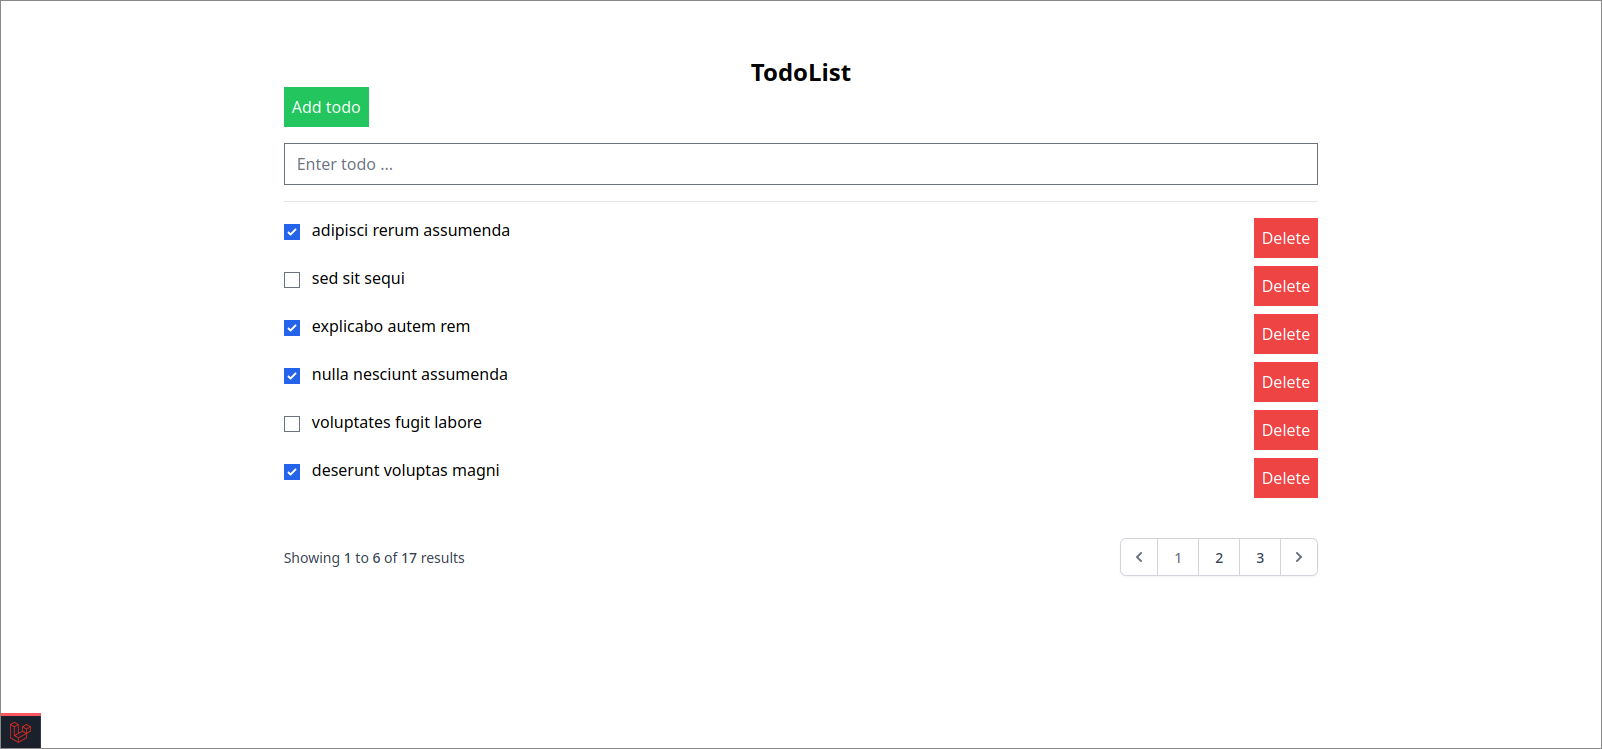 TodoList
Add todo
Enter todo ...
adipisci rerum assumenda Delete
sed sit sequi Delete
explicabo autem rem Delete
nulla nesciunt assumenda Delete
voluptates fugit labore Delete
deserunt voluptas magni Delete
Showing 1 to 6 of 17 results 1 2 3